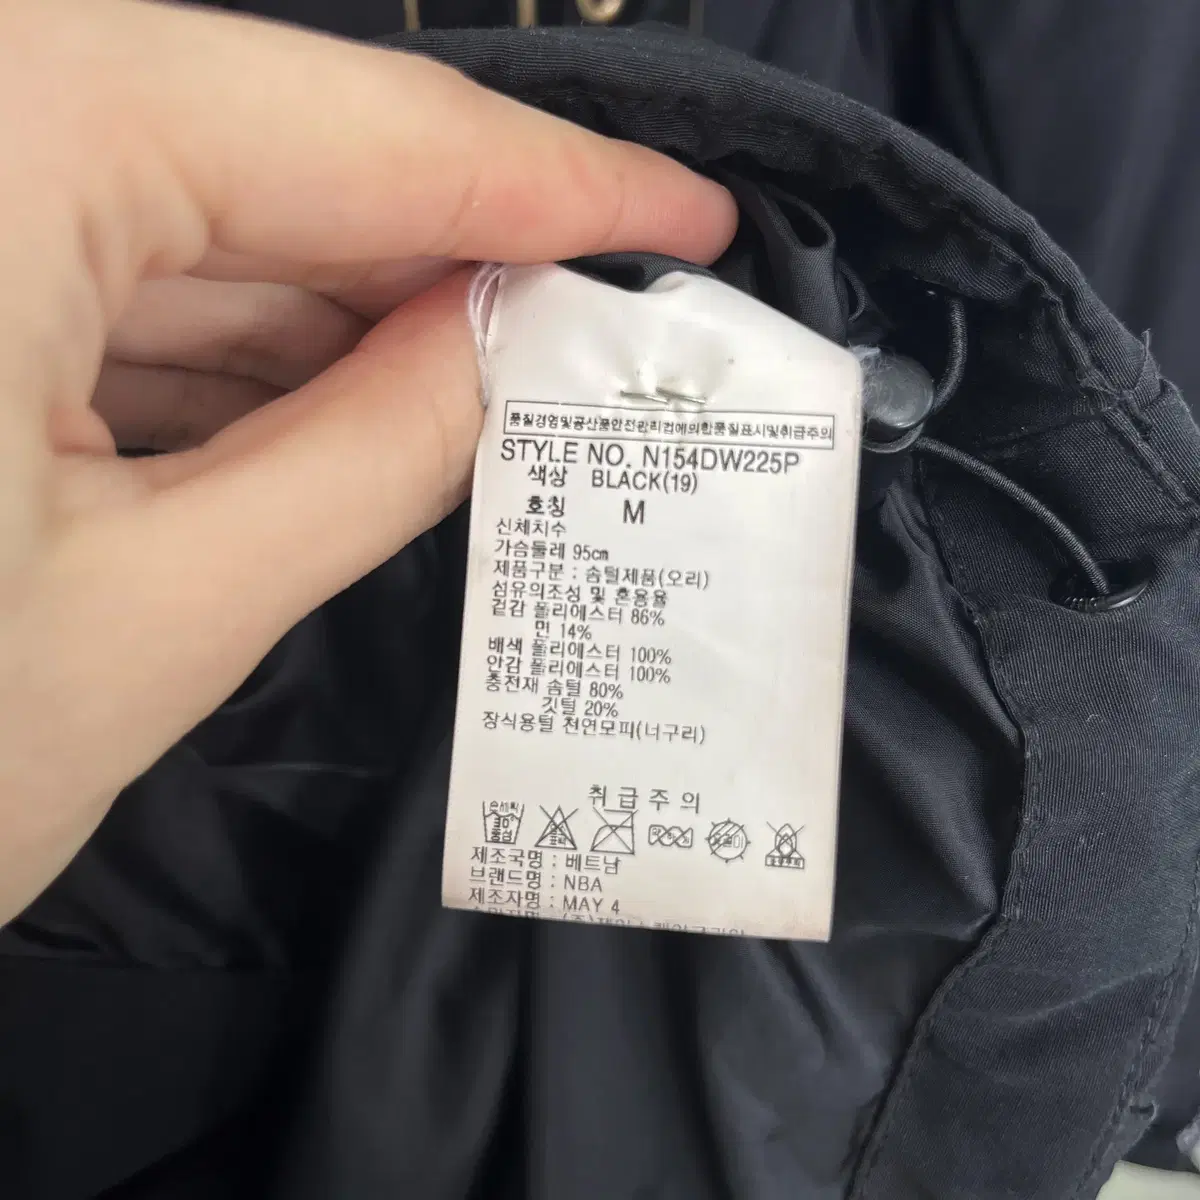 품질경영및공산품안전관리법에의한품질표시및취급주의
STYLE NO. N154DW225P
색상 BLACK(19)
호칭 M
신체치수
가슴둘레 95cm
제품구분 : 솜털제품(오리)
섬유의조성 및 혼용율
겉감 폴리에스터 86%
면 14%
배색 폴리에스터 100%
안감 폴리에스터 100%
충전재 솜털 80%
깃털 20%
장식용털 천연모피(너구리)
취급주의
손세탁
30°
중성
제조국명 : 베트남
브랜드명 : NBA
제조자명 : MAY 4